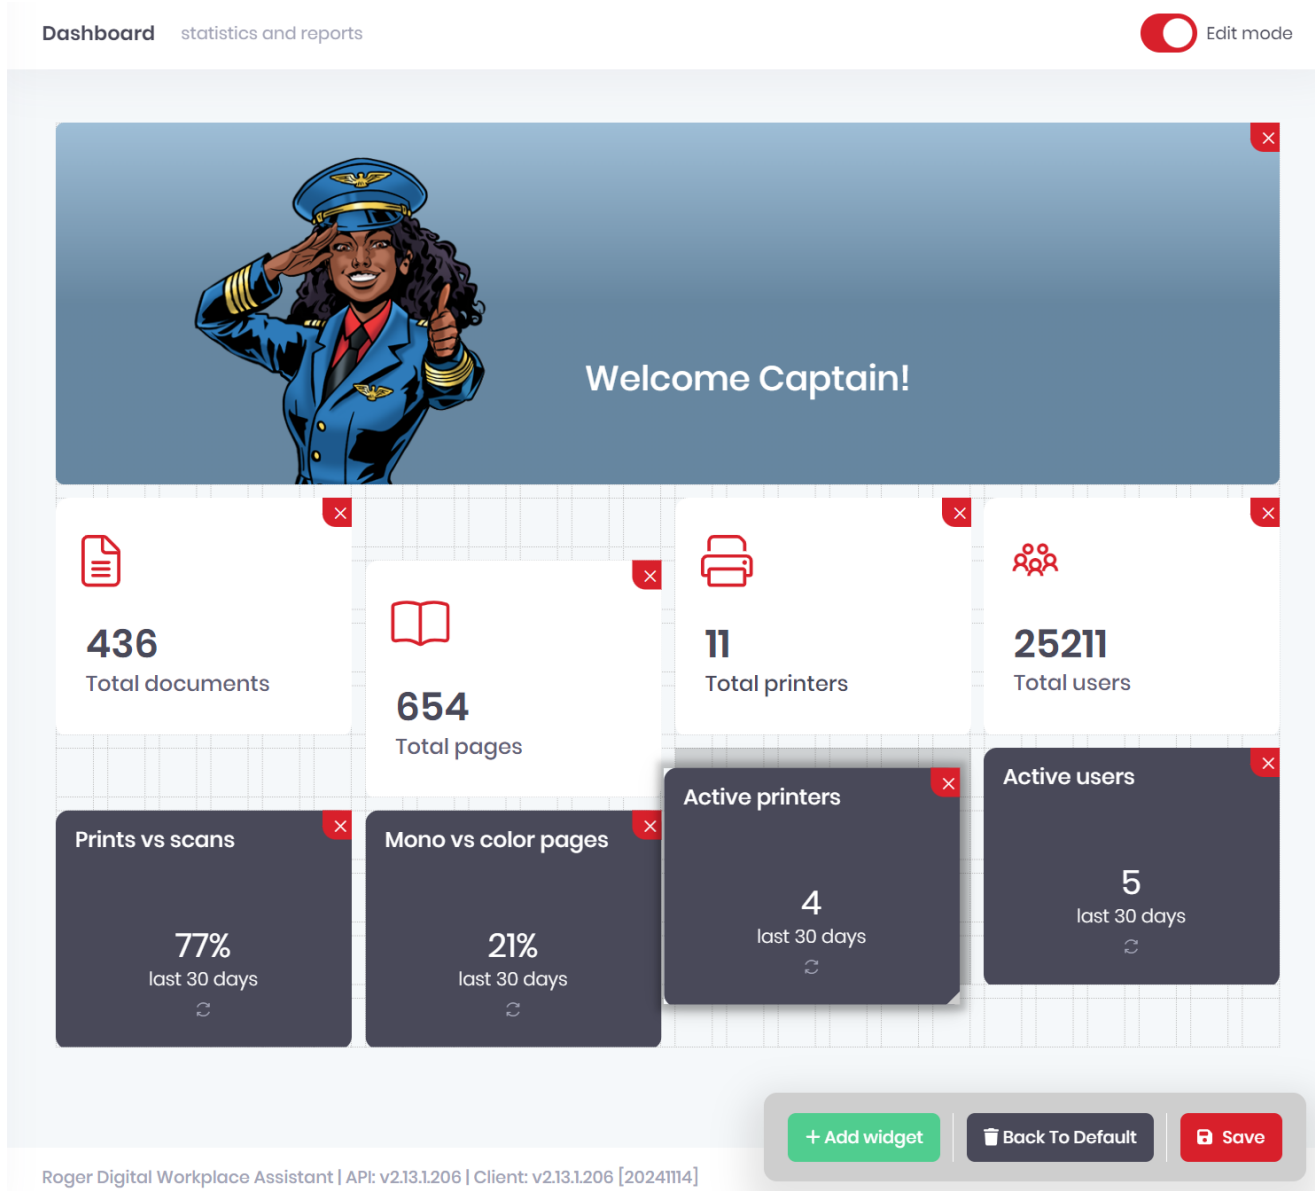 Dashboard statistics and reports
Edit mode
Welcome Captain!
436
Total documents
654
Total pages
11
Total printers
25211
Total users
Prints vs scans
77%
last 30 days
Mono vs color pages
21%
last 30 days
Active printers
4
last 30 days
Active users
5
last 30 days
+ Add widget
Back To Default
Save
Roger Digital Workplace Assistant | API: v2.13.1.206 | Client: v2.13.1.206 [20241114]